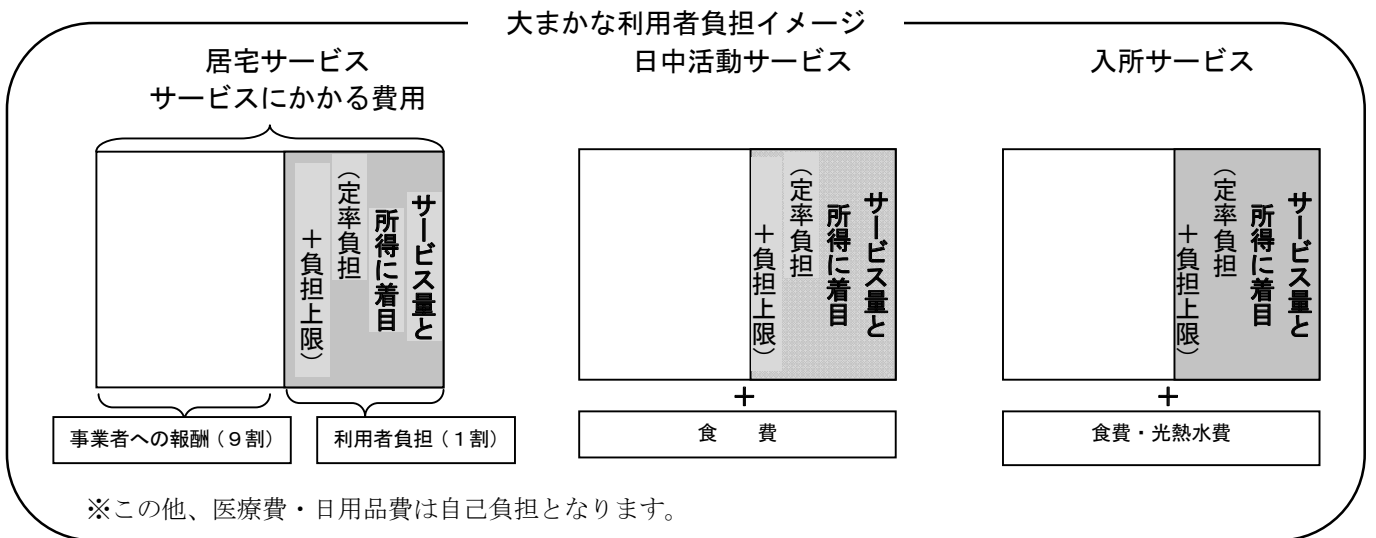 大まかな利用者負担イメージ
居宅サービス
サービスにかかる費用
サービス量と
所得に着目
（定率負担
＋負担上限）
事業者への報酬（９割）
利用者負担（１割）
日中活動サービス
サービス量と
所得に着目
（定率負担
＋負担上限）
＋
食　費
入所サービス
サービス量と
所得に着目
（定率負担
＋負担上限）
＋
食費・光熱水費
※この他、医療費・日用品費は自己負担となります。